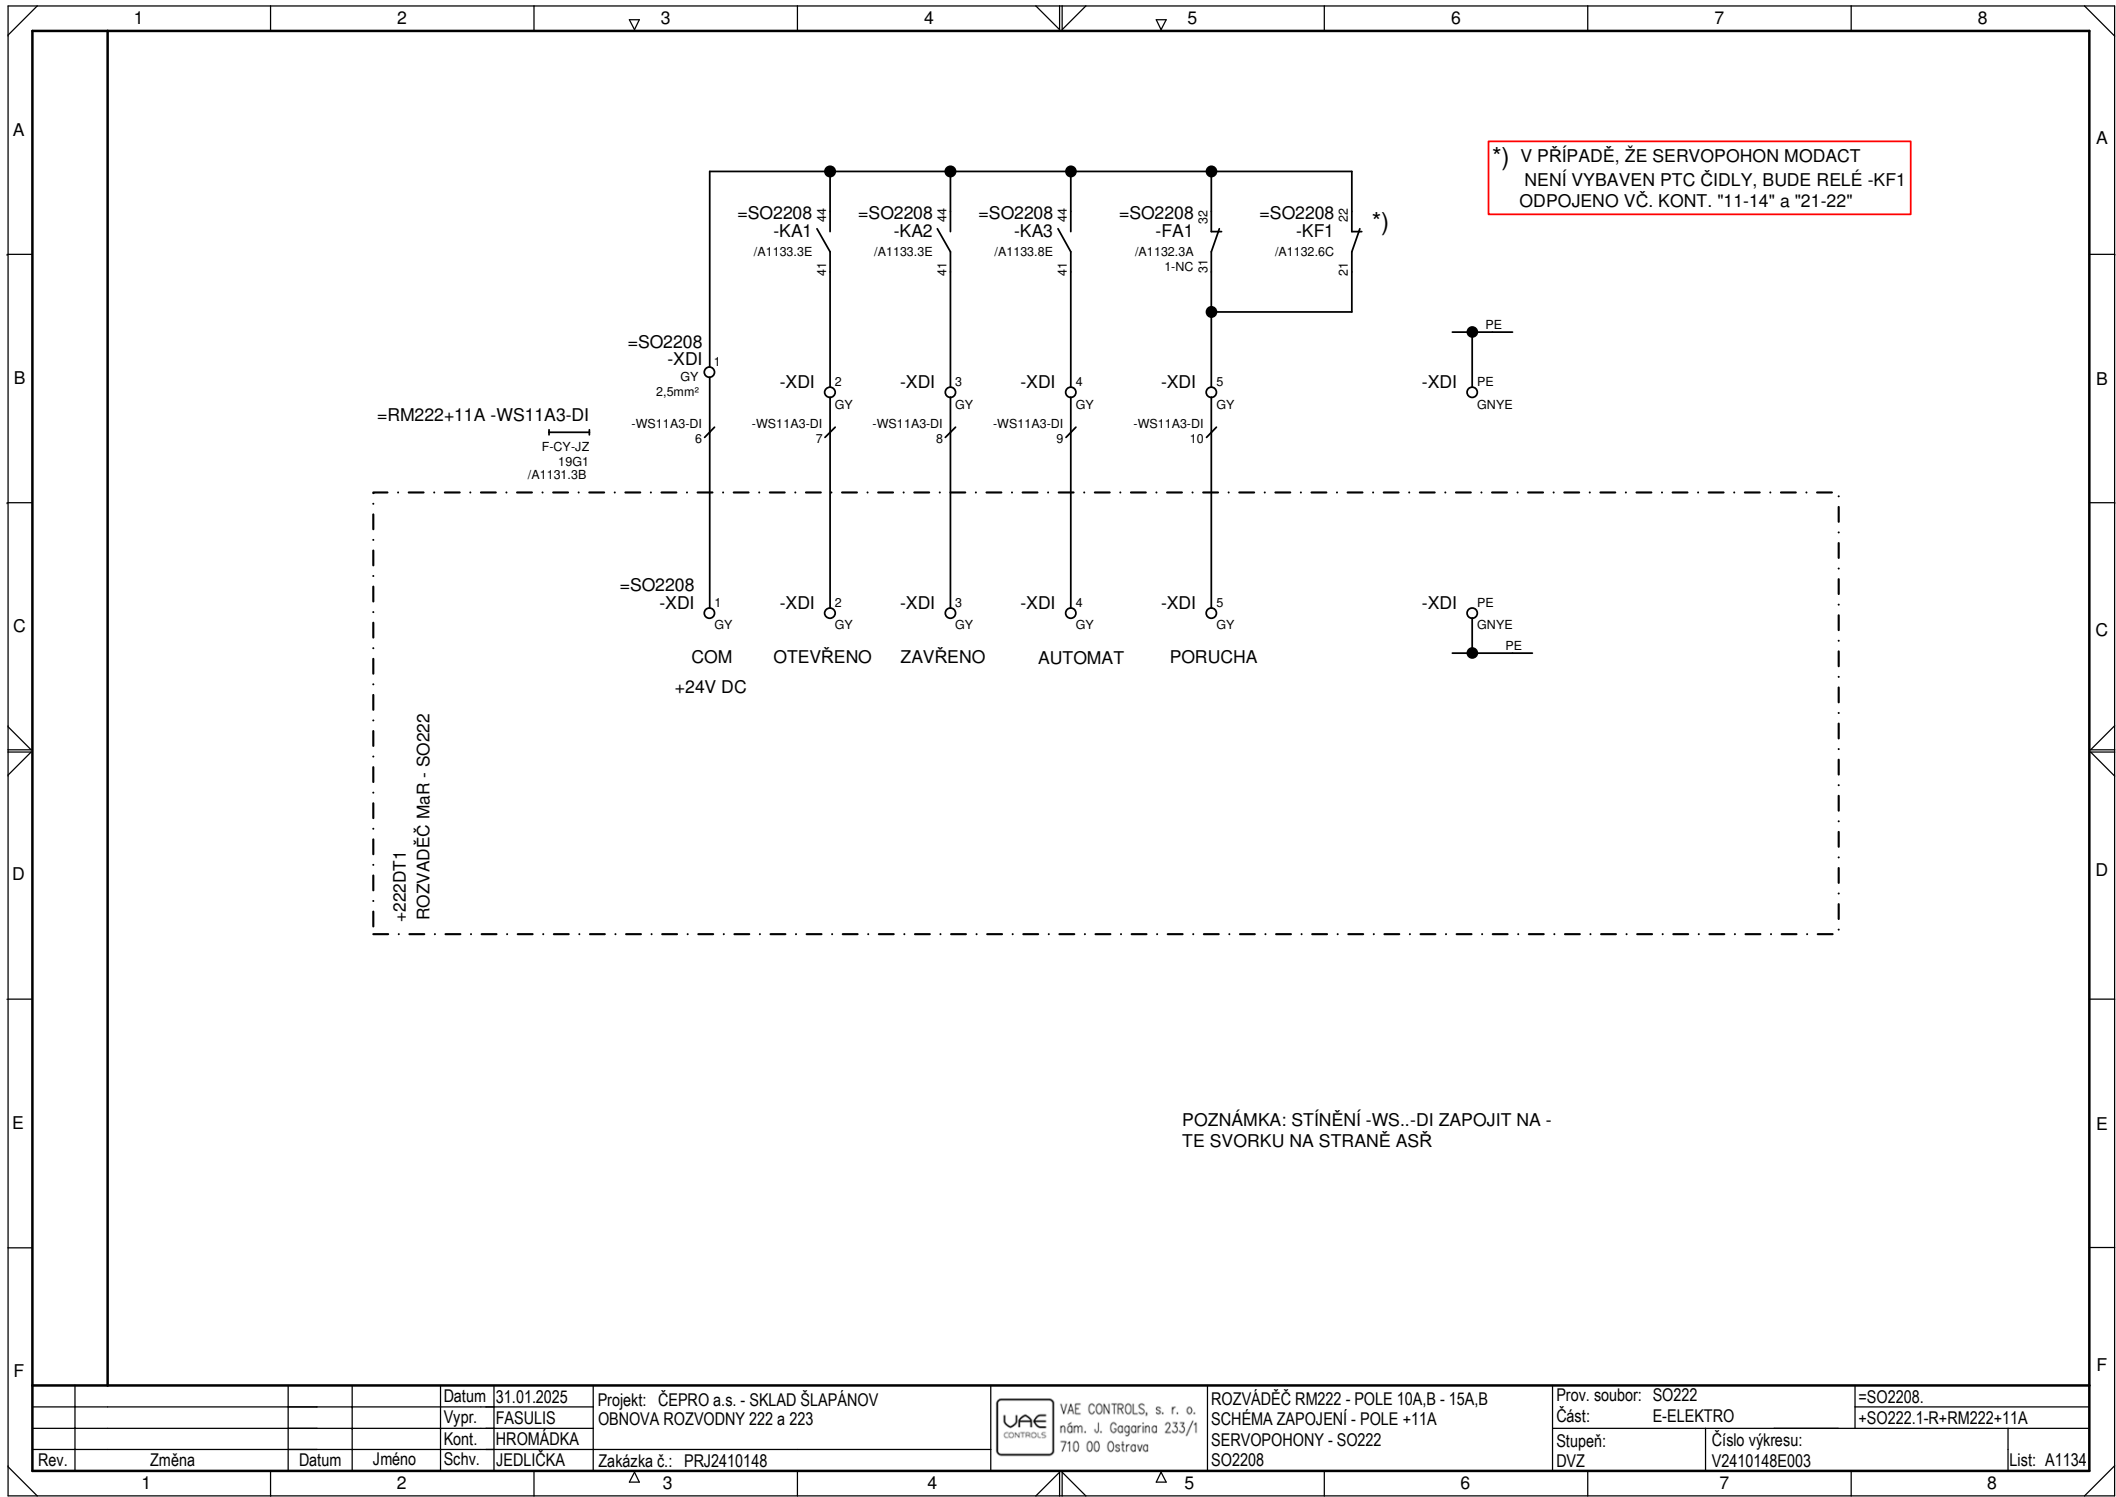 1 2 3 4 5 6 7 8
A A
*) V PŘÍPADĚ, ŽE SERVOPOHON MODACT
NENÍ VYBAVEN PTC ČIDLY, BUDE RELÉ -KF1
ODPOJENO VČ. KONT. "11-14" a "21-22"
=SO2208 44 =SO2208 44 =SO2208 44 =SO2208 32 =SO2208 22 *)
-KA1 -KA2 -KA3 -FA1 -KF1
/A1133.3E /A1133.3E /A1133.8E /A1132.3A /A1132.6C
41 41 41 1-NC 31 21
PE
=SO2208
-XDI 1
GY
2,5mm²
B B
-XDI 2 -XDI 3 -XDI 4 -XDI 5 -XDI PE
GY GY GY GY GNYE
=RM222+11A -WS11A3-DI
F-CY-JZ
19G1
/A1131.3B
-WS11A3-DI -WS11A3-DI -WS11A3-DI -WS11A3-DI -WS11A3-DI
6 7 8 9 10
=SO2208
-XDI 1 -XDI 2 -XDI 3 -XDI 4 -XDI 5 -XDI PE
GY GY GY GY GY GNYE
C C
PE
COM OTEVŘENO ZAVŘENO AUTOMAT PORUCHA
+24V DC
+222DT1
ROZVADĚČ MaR - SO222
D D
E E
POZNÁMKA: STÍNĚNÍ -WS..-DI ZAPOJIT NA -
TE SVORKU NA STRANĚ ASŘ
F F
Datum 31.01.2025
Vypr. FASULIS
Kont. HROMÁDKA
Rev. Změna Datum Jméno Schv. JEDLIČKA
Projekt: ČEPRO a.s. - SKLAD ŠLAPÁNOV
OBNOVA ROZVODNY 222 a 223
Zakázka č.: PRJ2410148
VAE
CONTROLS
VAE CONTROLS, s. r. o.
nám. J. Gagarina 233/1
710 00 Ostrava
ROZVÁDĚČ RM222 - POLE 10A,B - 15A,B
SCHÉMA ZAPOJENÍ - POLE +11A
SERVOPOHONY - SO222
SO2208
Prov. soubor: SO222
Část: E-ELEKTRO
Stupeň:
DVZ
Číslo výkresu:
V2410148E003
=SO2208.
+SO222.1-R+RM222+11A
List: A1134
1 2 3 4 5 6 7 8